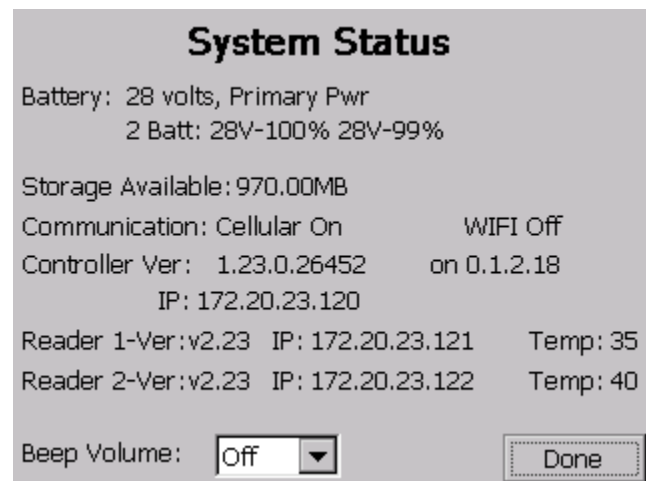 System Status
Battery: 28 volts, Primary Pwr
2 Batt: 28V-100% 28V-99%
Storage Available: 970.00MB
Communication: Cellular On WIFI Off
Controller Ver: 1.23.0.26452 on 0.1.2.18
IP: 172.20.23.120
Reader 1-Ver: v2.23 IP: 172.20.23.121 Temp: 35
Reader 2-Ver: v2.23 IP: 172.20.23.122 Temp: 40
Beep Volume: Off Done